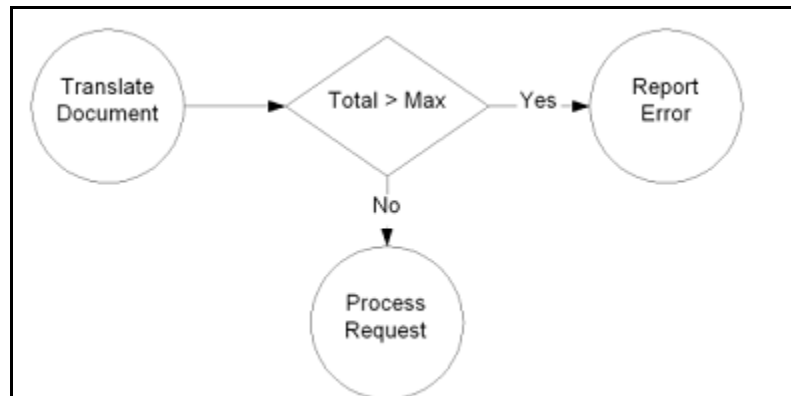 Translate
Document
Total > Max
Yes
Report
Error
No
Process
Request